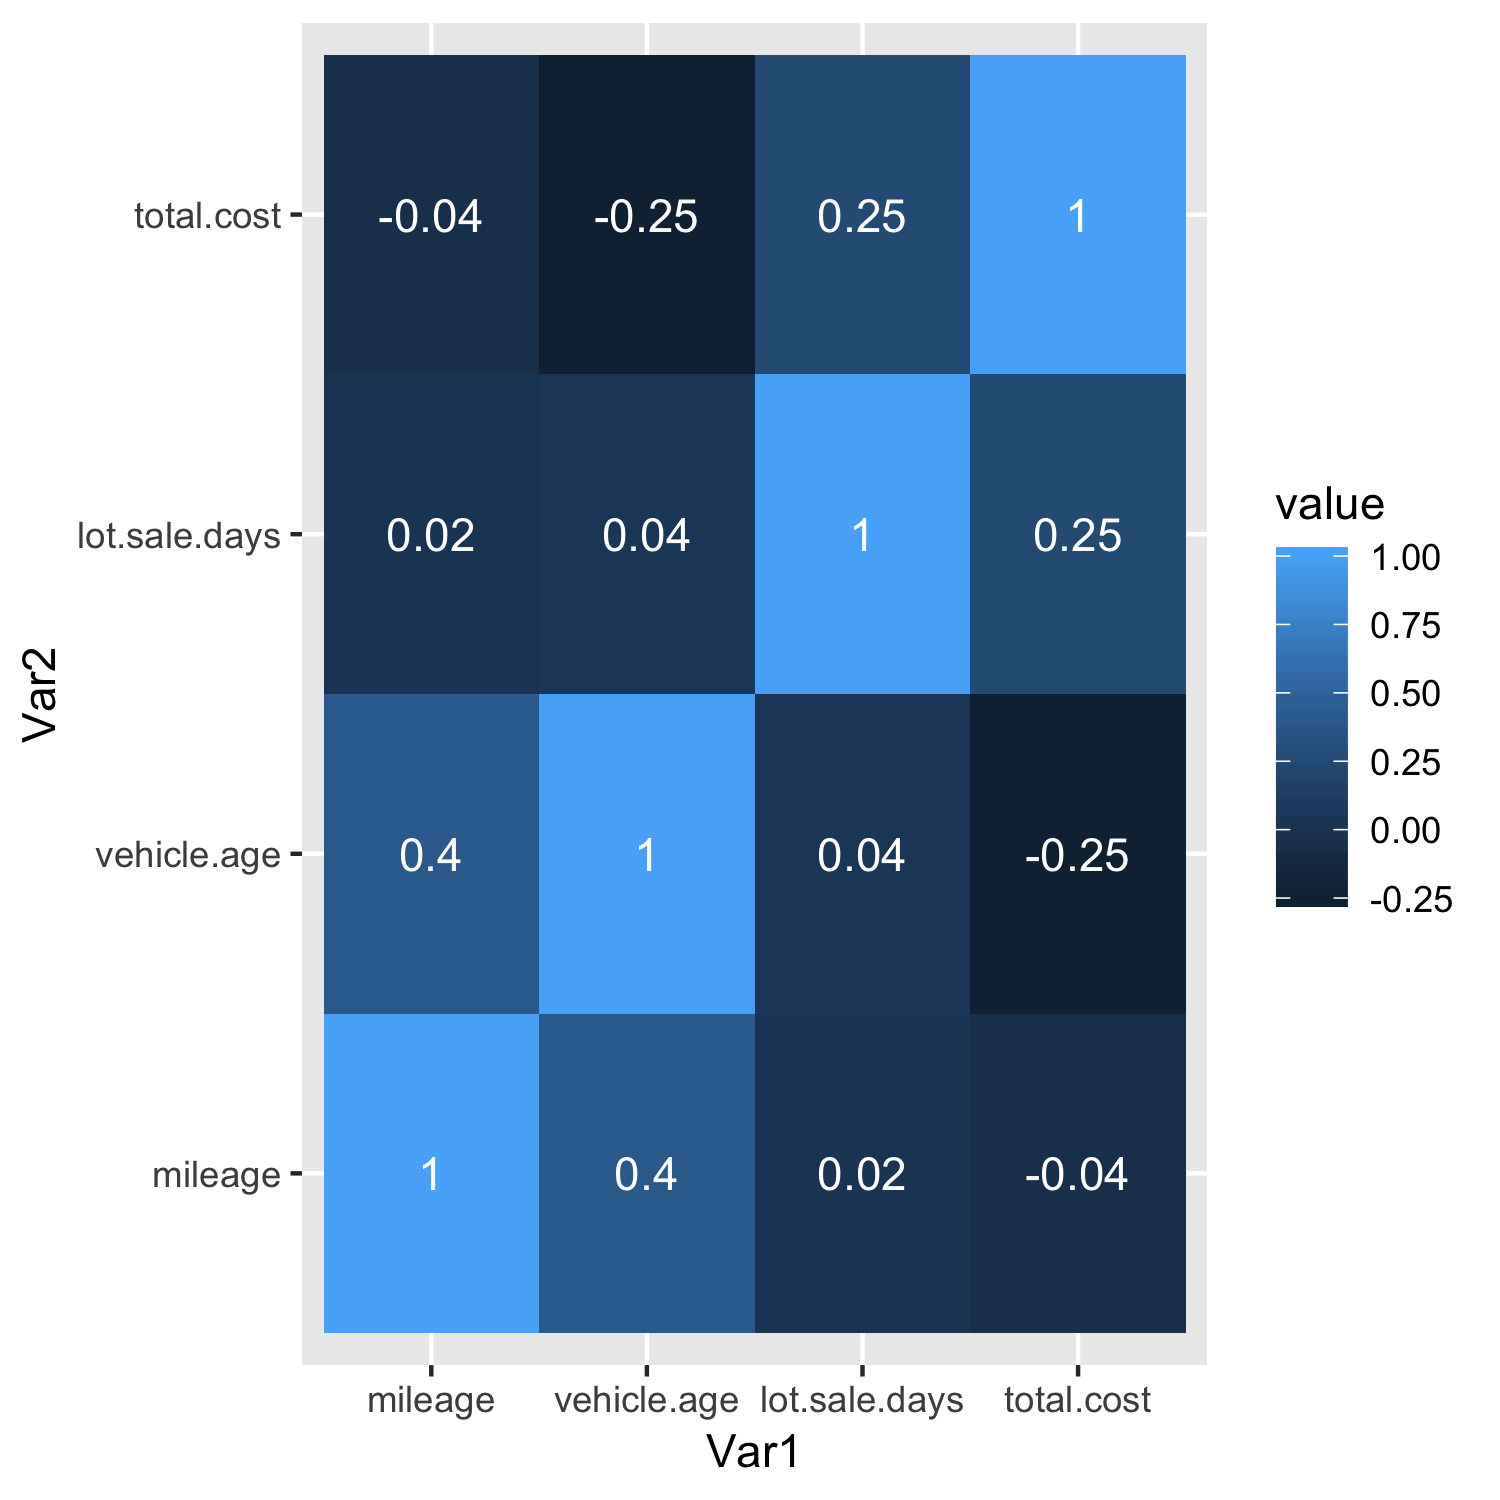 total.cost -0.04 -0.25 0.25 1
lot.sale.days 0.02 0.04 1 0.25
vehicle.age 0.4 1 0.04 -0.25
mileage 1 0.4 0.02 -0.04
mileage vehicle.age lot.sale.days total.cost
Var1
Var2
value
1.00
0.75
0.50
0.25
0.00
-0.25